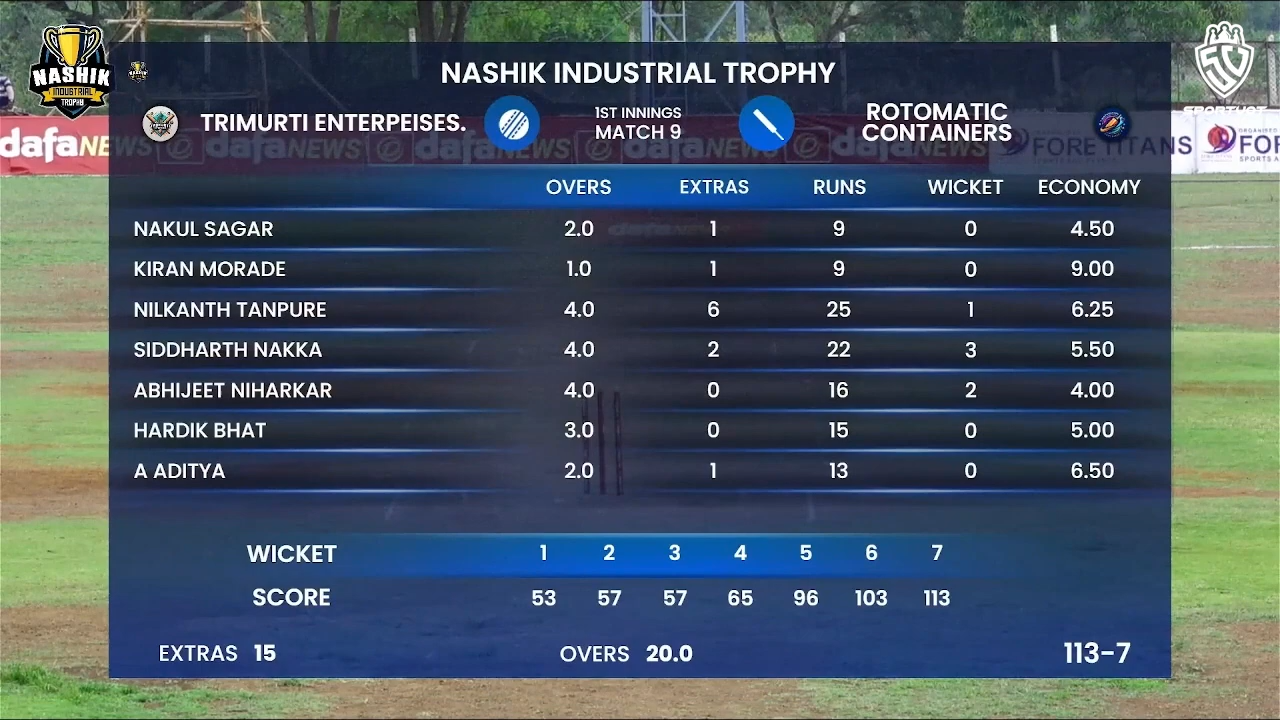 NASHIK
INDUSTRIAL
TROPHY
NASHIK INDUSTRIAL TROPHY
TRIMURTI ENTERPEISES.
1ST INNINGS
MATCH 9
ROTOMATIC
CONTAINERS
dafaNEWS dafaNEWS dafaNEWS dafaNEWS FORE TITANS FOR
OVERS EXTRAS RUNS WICKET ECONOMY
NAKUL SAGAR 2.0 1 9 0 4.50
KIRAN MORADE 1.0 1 9 0 9.00
NILKANTH TANPURE 4.0 6 25 1 6.25
SIDDHARTH NAKKA 4.0 2 22 3 5.50
ABHIJEET NIHARKAR 4.0 0 16 2 4.00
HARDIK BHAT 3.0 0 15 0 5.00
A ADITYA 2.0 1 13 0 6.50
WICKET 1 2 3 4 5 6 7
SCORE 53 57 57 65 96 103 113
EXTRAS 15 OVERS 20.0 113-7